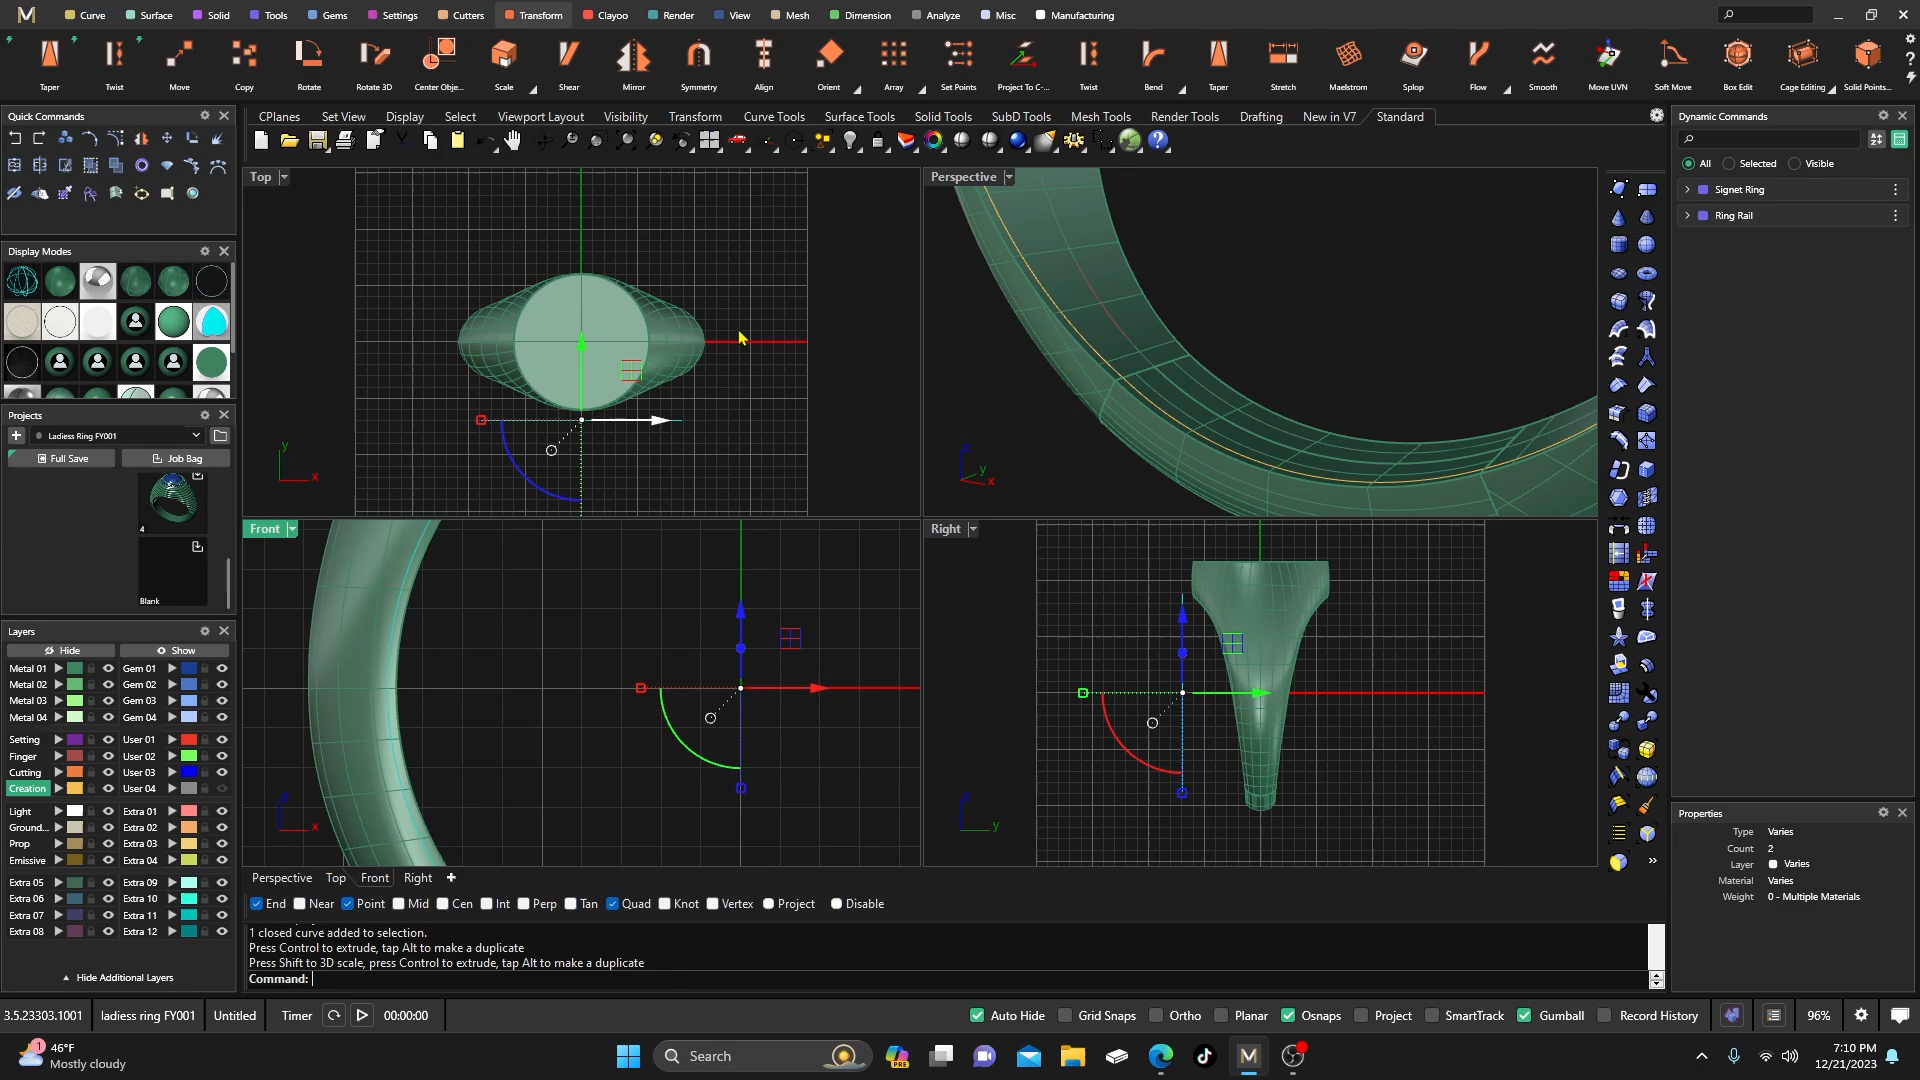 Curve Surface Solid Tools Gems Settings Cutters Transform Clayoo Render View Mesh Dimension Analyze Misc Manufacturing
Taper Twist Move Copy Rotate Rotate 3D Center Obje... Scale Shear Mirror Symmetry Align Orient Array Set Points Project To C-... Twist Bend Taper Stretch Maelstrom Splop Flow Smooth Move UVN Soft Move Box Edit Cage Editing Solid Points...
Quick Commands
CPlanes Set View Display Select Viewport Layout Visibility Transform Curve Tools Surface Tools Solid Tools SubD Tools Mesh Tools Render Tools Drafting New in V7 Standard
Dynamic Commands
All Selected Visible
Signet Ring
Ring Rail
Top
Perspective
Display Modes
y
x
z
y
x
Projects
Ladiess Ring FY001
Full Save Job Bag
4
Blank
Front
Right
z
x
z
y
Layers
Hide Show
Metal 01 Gem 01
Metal 02 Gem 02
Metal 03 Gem 03
Metal 04 Gem 04
Setting User 01
Finger User 02
Cutting User 03
Creation User 04
Light Extra 01
Ground... Extra 02
Prop Extra 03
Emissive Extra 04
Extra 05 Extra 09
Extra 06 Extra 10
Extra 07 Extra 11
Extra 08 Extra 12
Hide Additional Layers
Perspective Top Front Right
End Near Point Mid Cen Int Perp Tan Quad Knot Vertex Project Disable
1 closed curve added to selection.
Press Control to extrude, tap Alt to make a duplicate
Press Shift to 3D scale, press Control to extrude, tap Alt to make a duplicate
Command:
Properties
Type Varies
Count 2
Layer Varies
Material Varies
Weight 0 - Multiple Materials
3.5.23303.1001 ladiess ring FY001 Untitled Timer 00:00:00 Auto Hide Grid Snaps Ortho Planar Osnaps Project SmartTrack Gumball Record History 96%
1
46°F
Mostly cloudy
Search
PRE
7:10 PM
12/21/2023